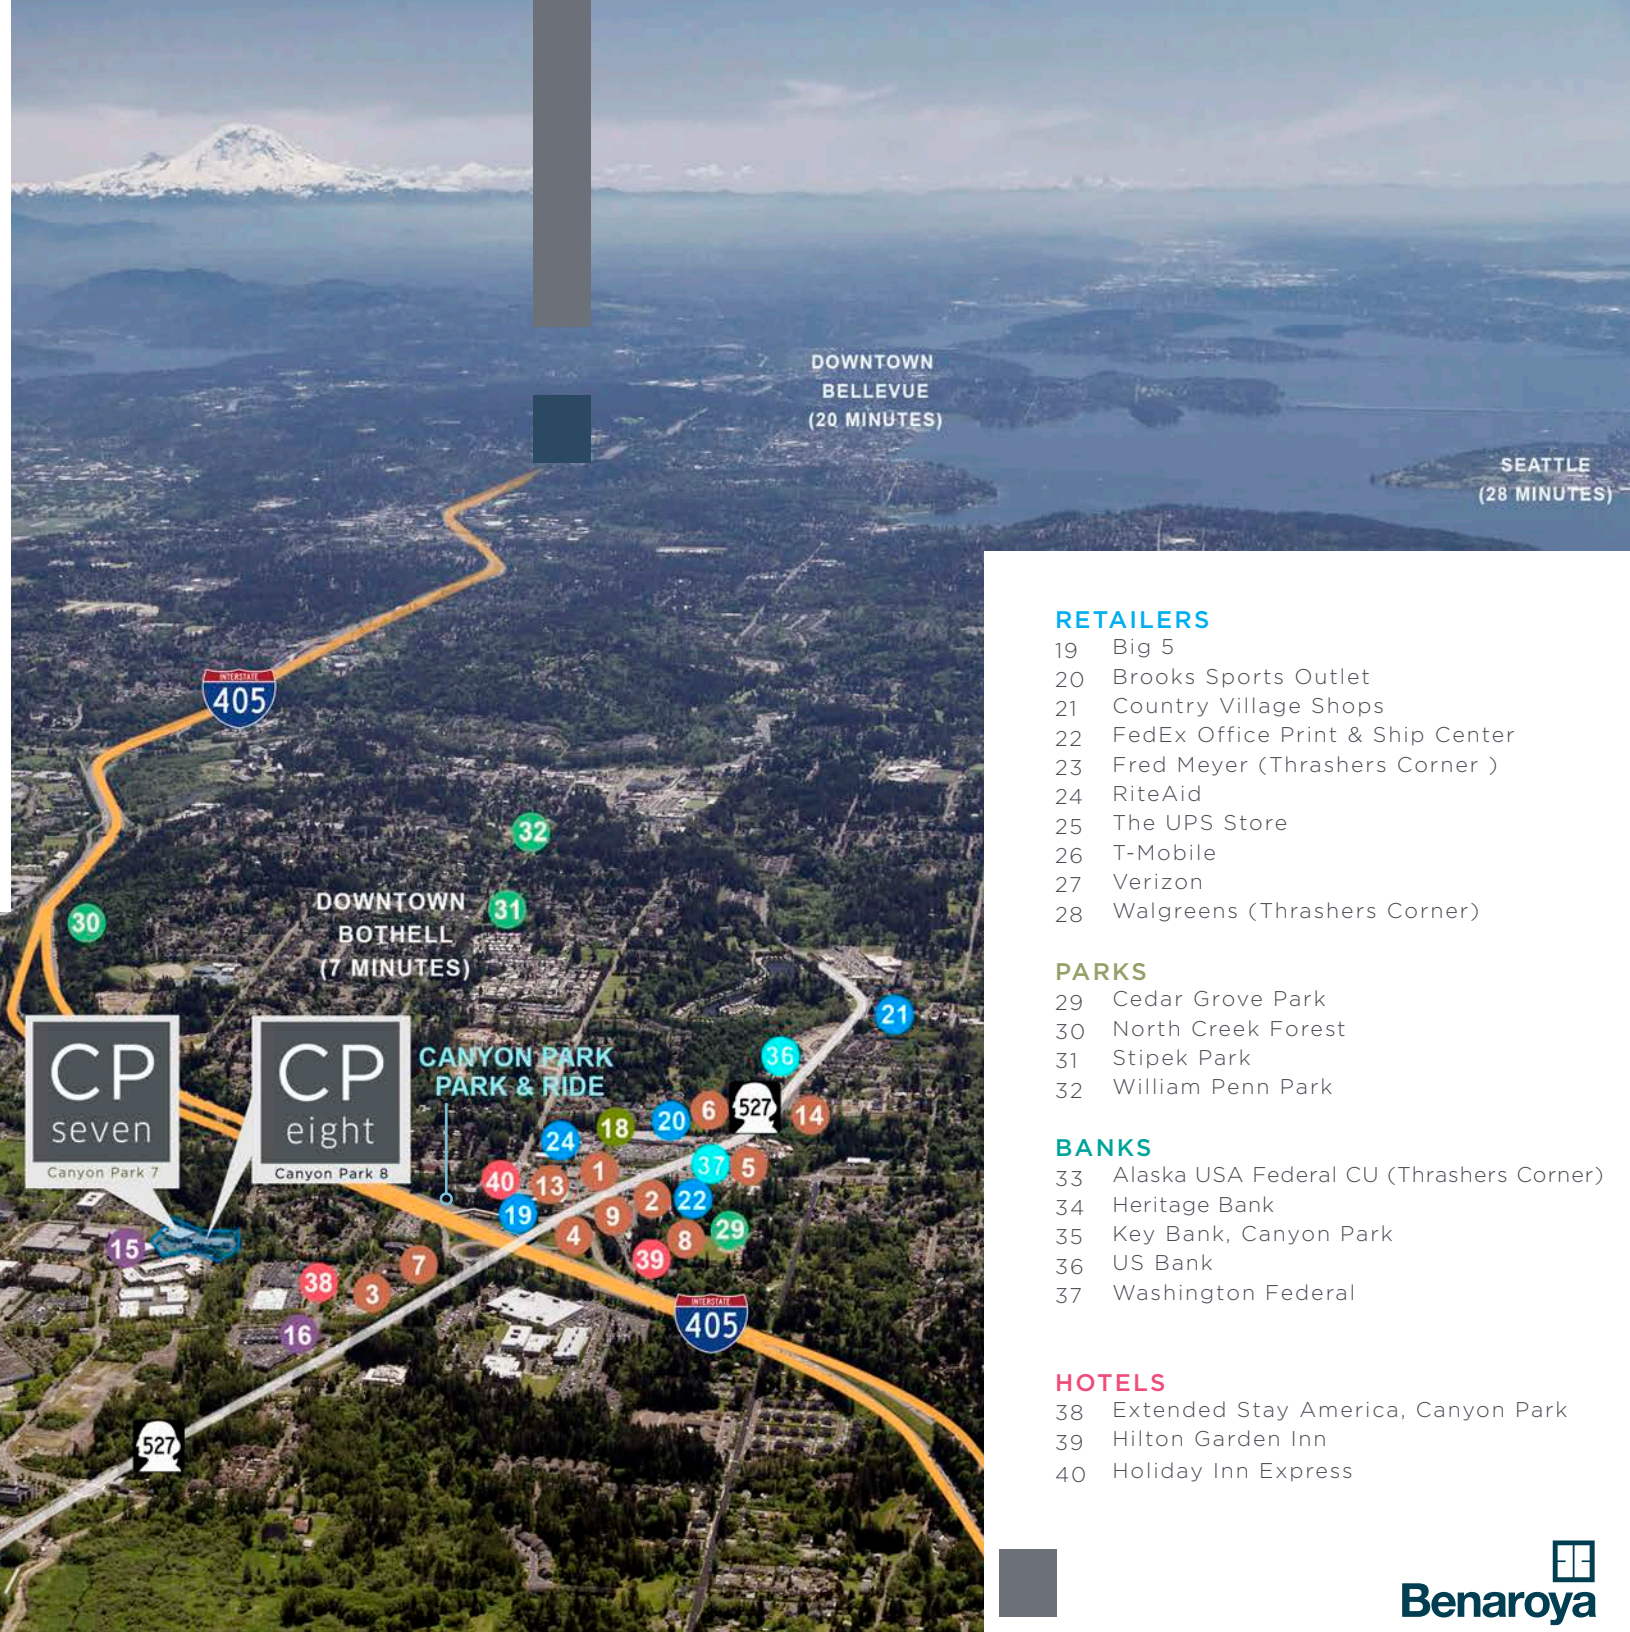 DOWNTOWN
BELLEVUE
(20 MINUTES)
SEATTLE
(28 MINUTES)
INTERSTATE
405
32
DOWNTOWN
BOTHELL
(7 MINUTES)
31
30
21
CP
seven
Canyon Park 7
CP
eight
Canyon Park 8
CANYON PARK
PARK & RIDE
36
527
6
14
20
18
24
37
5
1
40
13
2
22
19
9
4
8
29
39
7
15
38
3
16
INTERSTATE
405
527
RETAILERS
19 Big 5
20 Brooks Sports Outlet
21 Country Village Shops
22 FedEx Office Print & Ship Center
23 Fred Meyer (Thrashers Corner )
24 RiteAid
25 The UPS Store
26 T-Mobile
27 Verizon
28 Walgreens (Thrashers Corner)
PARKS
29 Cedar Grove Park
30 North Creek Forest
31 Stipek Park
32 William Penn Park
BANKS
33 Alaska USA Federal CU (Thrashers Corner)
34 Heritage Bank
35 Key Bank, Canyon Park
36 US Bank
37 Washington Federal
HOTELS
38 Extended Stay America, Canyon Park
39 Hilton Garden Inn
40 Holiday Inn Express
Benaroya